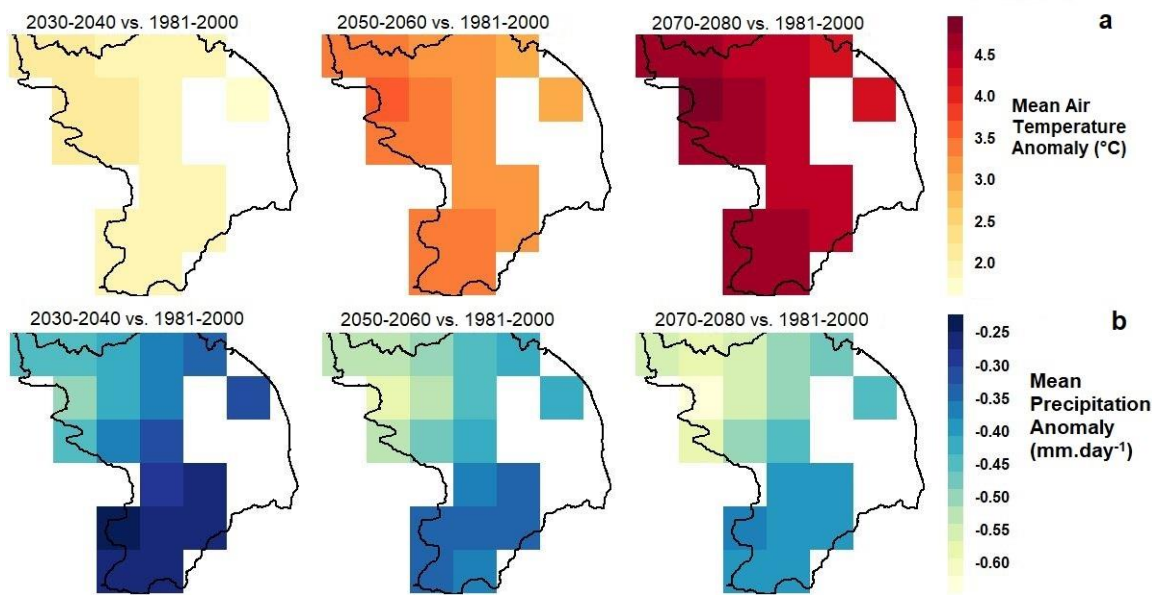 2030-2040 vs. 1981-2000
2050-2060 vs. 1981-2000
2070-2080 vs. 1981-2000
a
4.5
4.0
3.5
3.0
2.5
2.0
Mean Air
Temperature
Anomaly (°C)
2030-2040 vs. 1981-2000
2050-2060 vs. 1981-2000
2070-2080 vs. 1981-2000
b
-0.25
-0.30
-0.35
-0.40
-0.45
-0.50
-0.55
-0.60
Mean
Precipitation
Anomaly
(mm.day⁻¹)